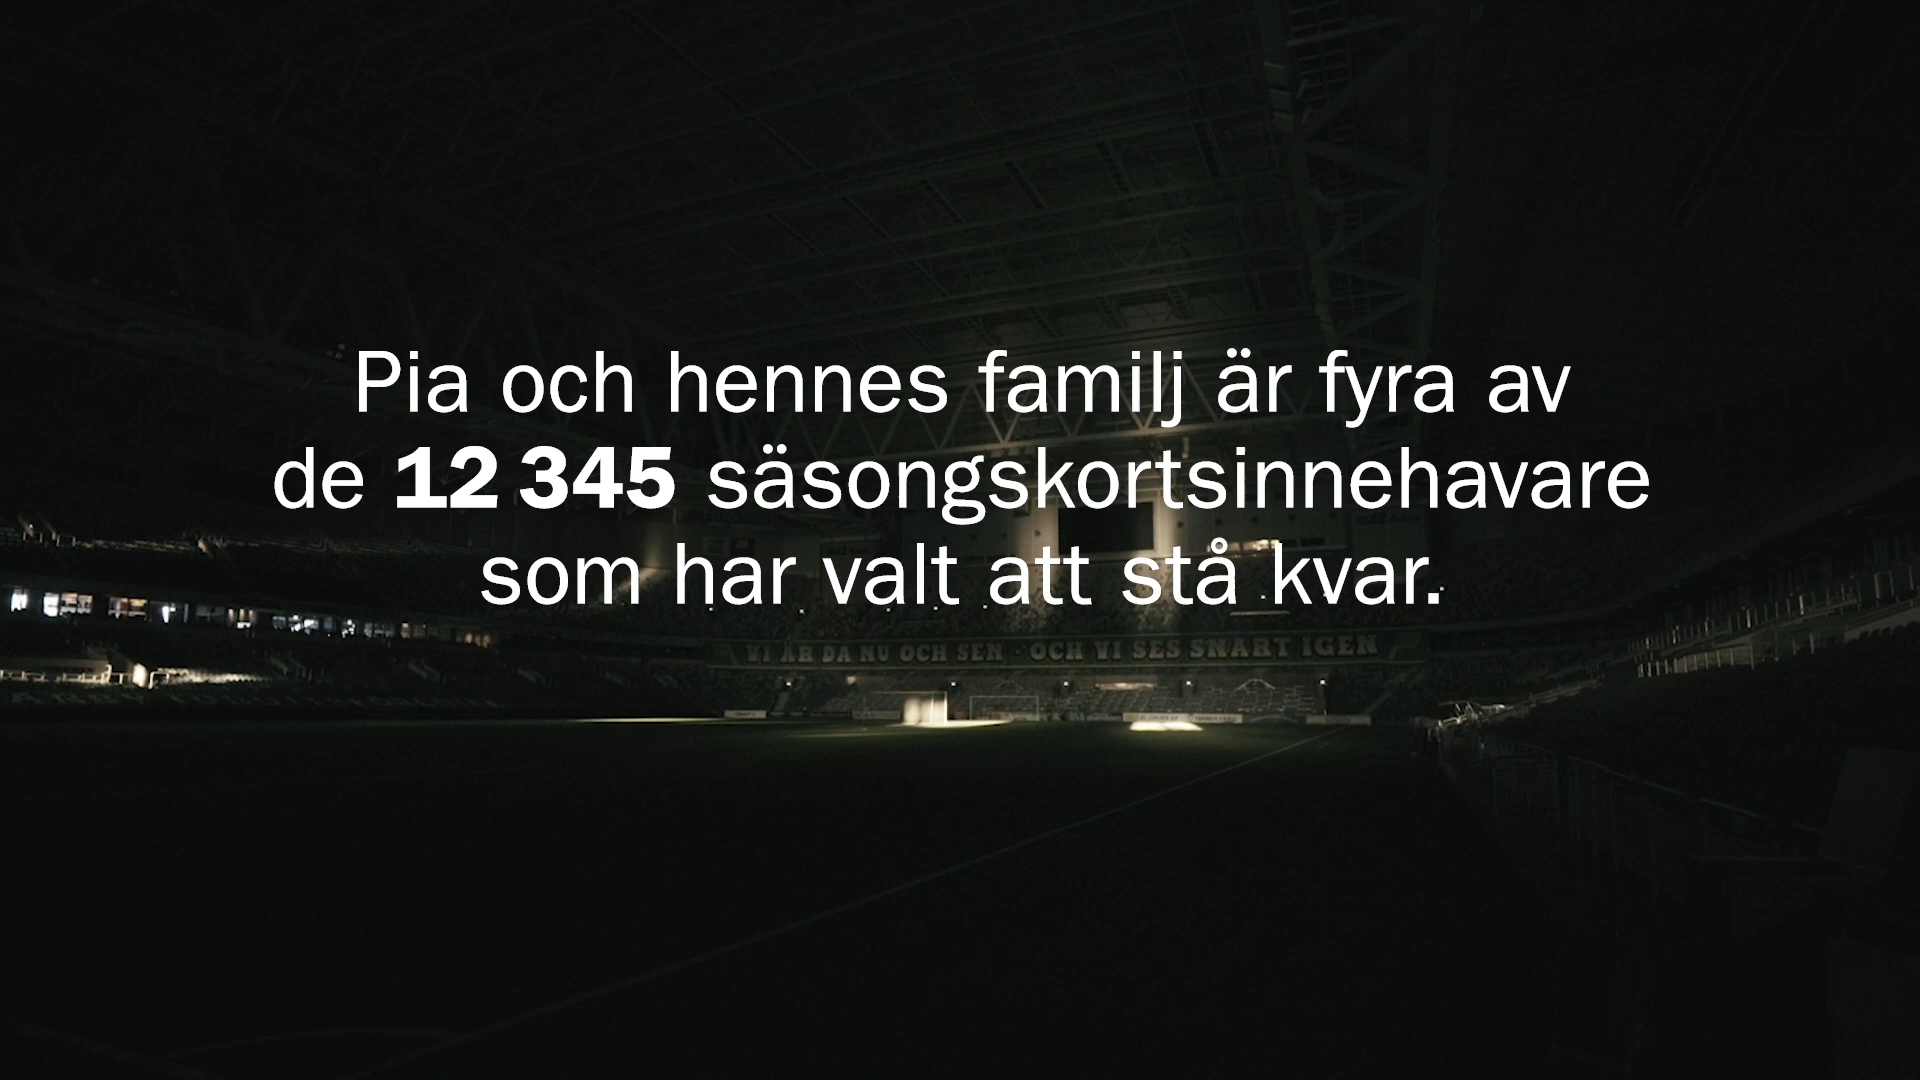 Pia och hennes familj är fyra av
de 12 345 säsongskortsinnehavare
som har valt att stå kvar.
VI ÄR DÅ NU OCH SEN - OCH VI SES SNART IGEN